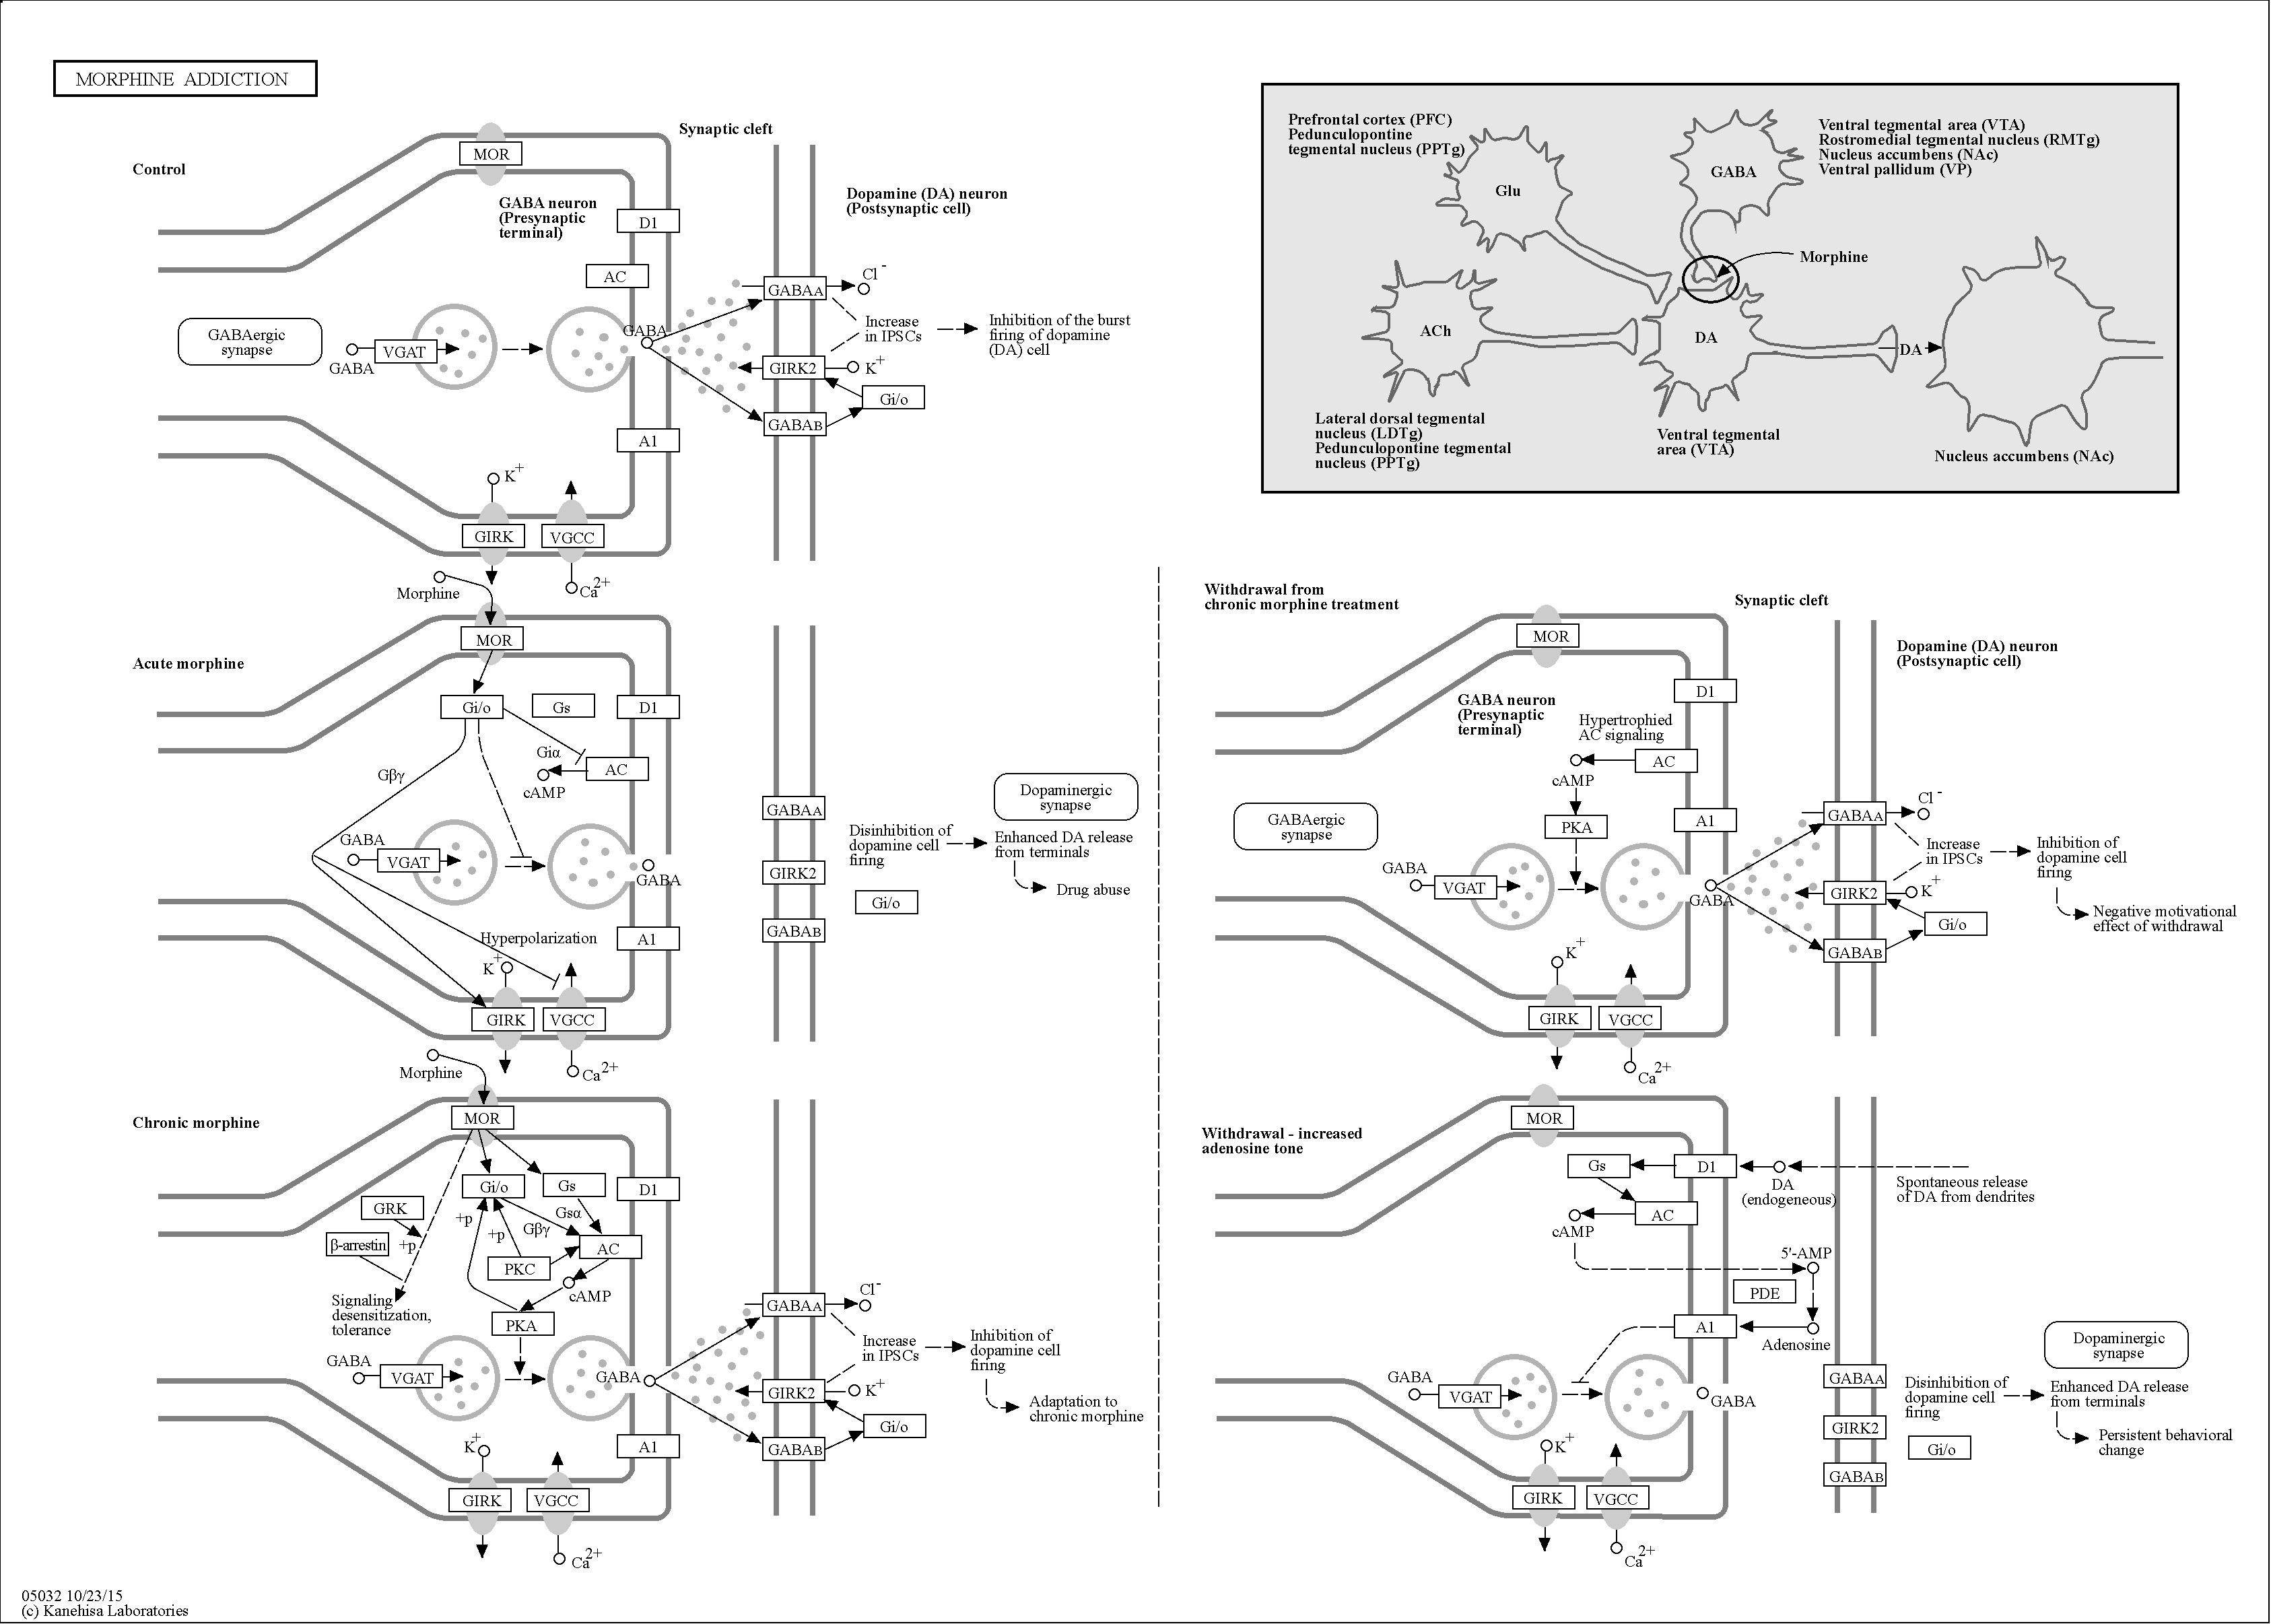 MORPHINE ADDICTION
Control
MOR
Synaptic cleft
GABA neuron
(Presynaptic
terminal)
D1
AC
Dopamine (DA) neuron
(Postsynaptic cell)
GABAergic
synapse
GABA
VGAT
GABA
GABAA
Cl-
Increase
in IPSCs
Inhibition of the burst
firing of dopamine
(DA) cell
GIRK2
K+
Gi/o
GABAB
A1
K+
GIRK
VGCC
Ca2+
Prefrontal cortex (PFC)
Pedunculopontine
tegmental nucleus (PPTg)
Glu
GABA
Ventral tegmental area (VTA)
Rostromedial tegmental nucleus (RMTg)
Nucleus accumbens (NAc)
Ventral pallidum (VP)
Morphine
ACh
DA
DA
Lateral dorsal tegmental
nucleus (LDTg)
Pedunculopontine tegmental
nucleus (PPTg)
Ventral tegmental
area (VTA)
Nucleus accumbens (NAc)
Morphine
Acute morphine
MOR
Gi/o
Gs
D1
Giα
AC
cAMP
Gβγ
GABA
VGAT
GABA
Hyperpolarization
A1
K+
GIRK
VGCC
Ca2+
GABAA
GIRK2
GABAB
Disinhibition of
dopamine cell
firing
Gi/o
Dopaminergic
synapse
Enhanced DA release
from terminals
Drug abuse
Morphine
Chronic morphine
MOR
Gi/o
Gs
D1
GRK
β-arrestin
+p
+p
+p
Gβγ
Gsα
AC
PKC
cAMP
Signaling
desensitization,
tolerance
PKA
GABA
VGAT
GABA
A1
K+
GIRK
VGCC
Ca2+
GABAA
Cl-
Increase
in IPSCs
Inhibition of
dopamine cell
firing
GIRK2
K+
Gi/o
GABAB
Adaptation to
chronic morphine
Withdrawal from
chronic morphine treatment
Synaptic cleft
MOR
GABA neuron
(Presynaptic
terminal)
D1
Dopamine (DA) neuron
(Postsynaptic cell)
Hypertrophied
AC signaling
AC
cAMP
PKA
A1
GABAergic
synapse
GABA
VGAT
GABA
K+
GIRK
VGCC
Ca2+
GABAA
Cl-
Increase
in IPSCs
Inhibition of
dopamine cell
firing
GIRK2
K+
Gi/o
GABAB
Negative motivational
effect of withdrawal
Withdrawal - increased
adenosine tone
MOR
Gs
D1
DA
(endogeneous)
Spontaneous release
of DA from dendrites
AC
cAMP
5'-AMP
PDE
A1
Adenosine
GABA
VGAT
GABA
K+
GIRK
VGCC
Ca2+
GABAA
GIRK2
GABAB
Disinhibition of
dopamine cell
firing
Gi/o
Dopaminergic
synapse
Enhanced DA release
from terminals
Persistent behavioral
change
05032 10/23/15
(c) Kanehisa Laboratories